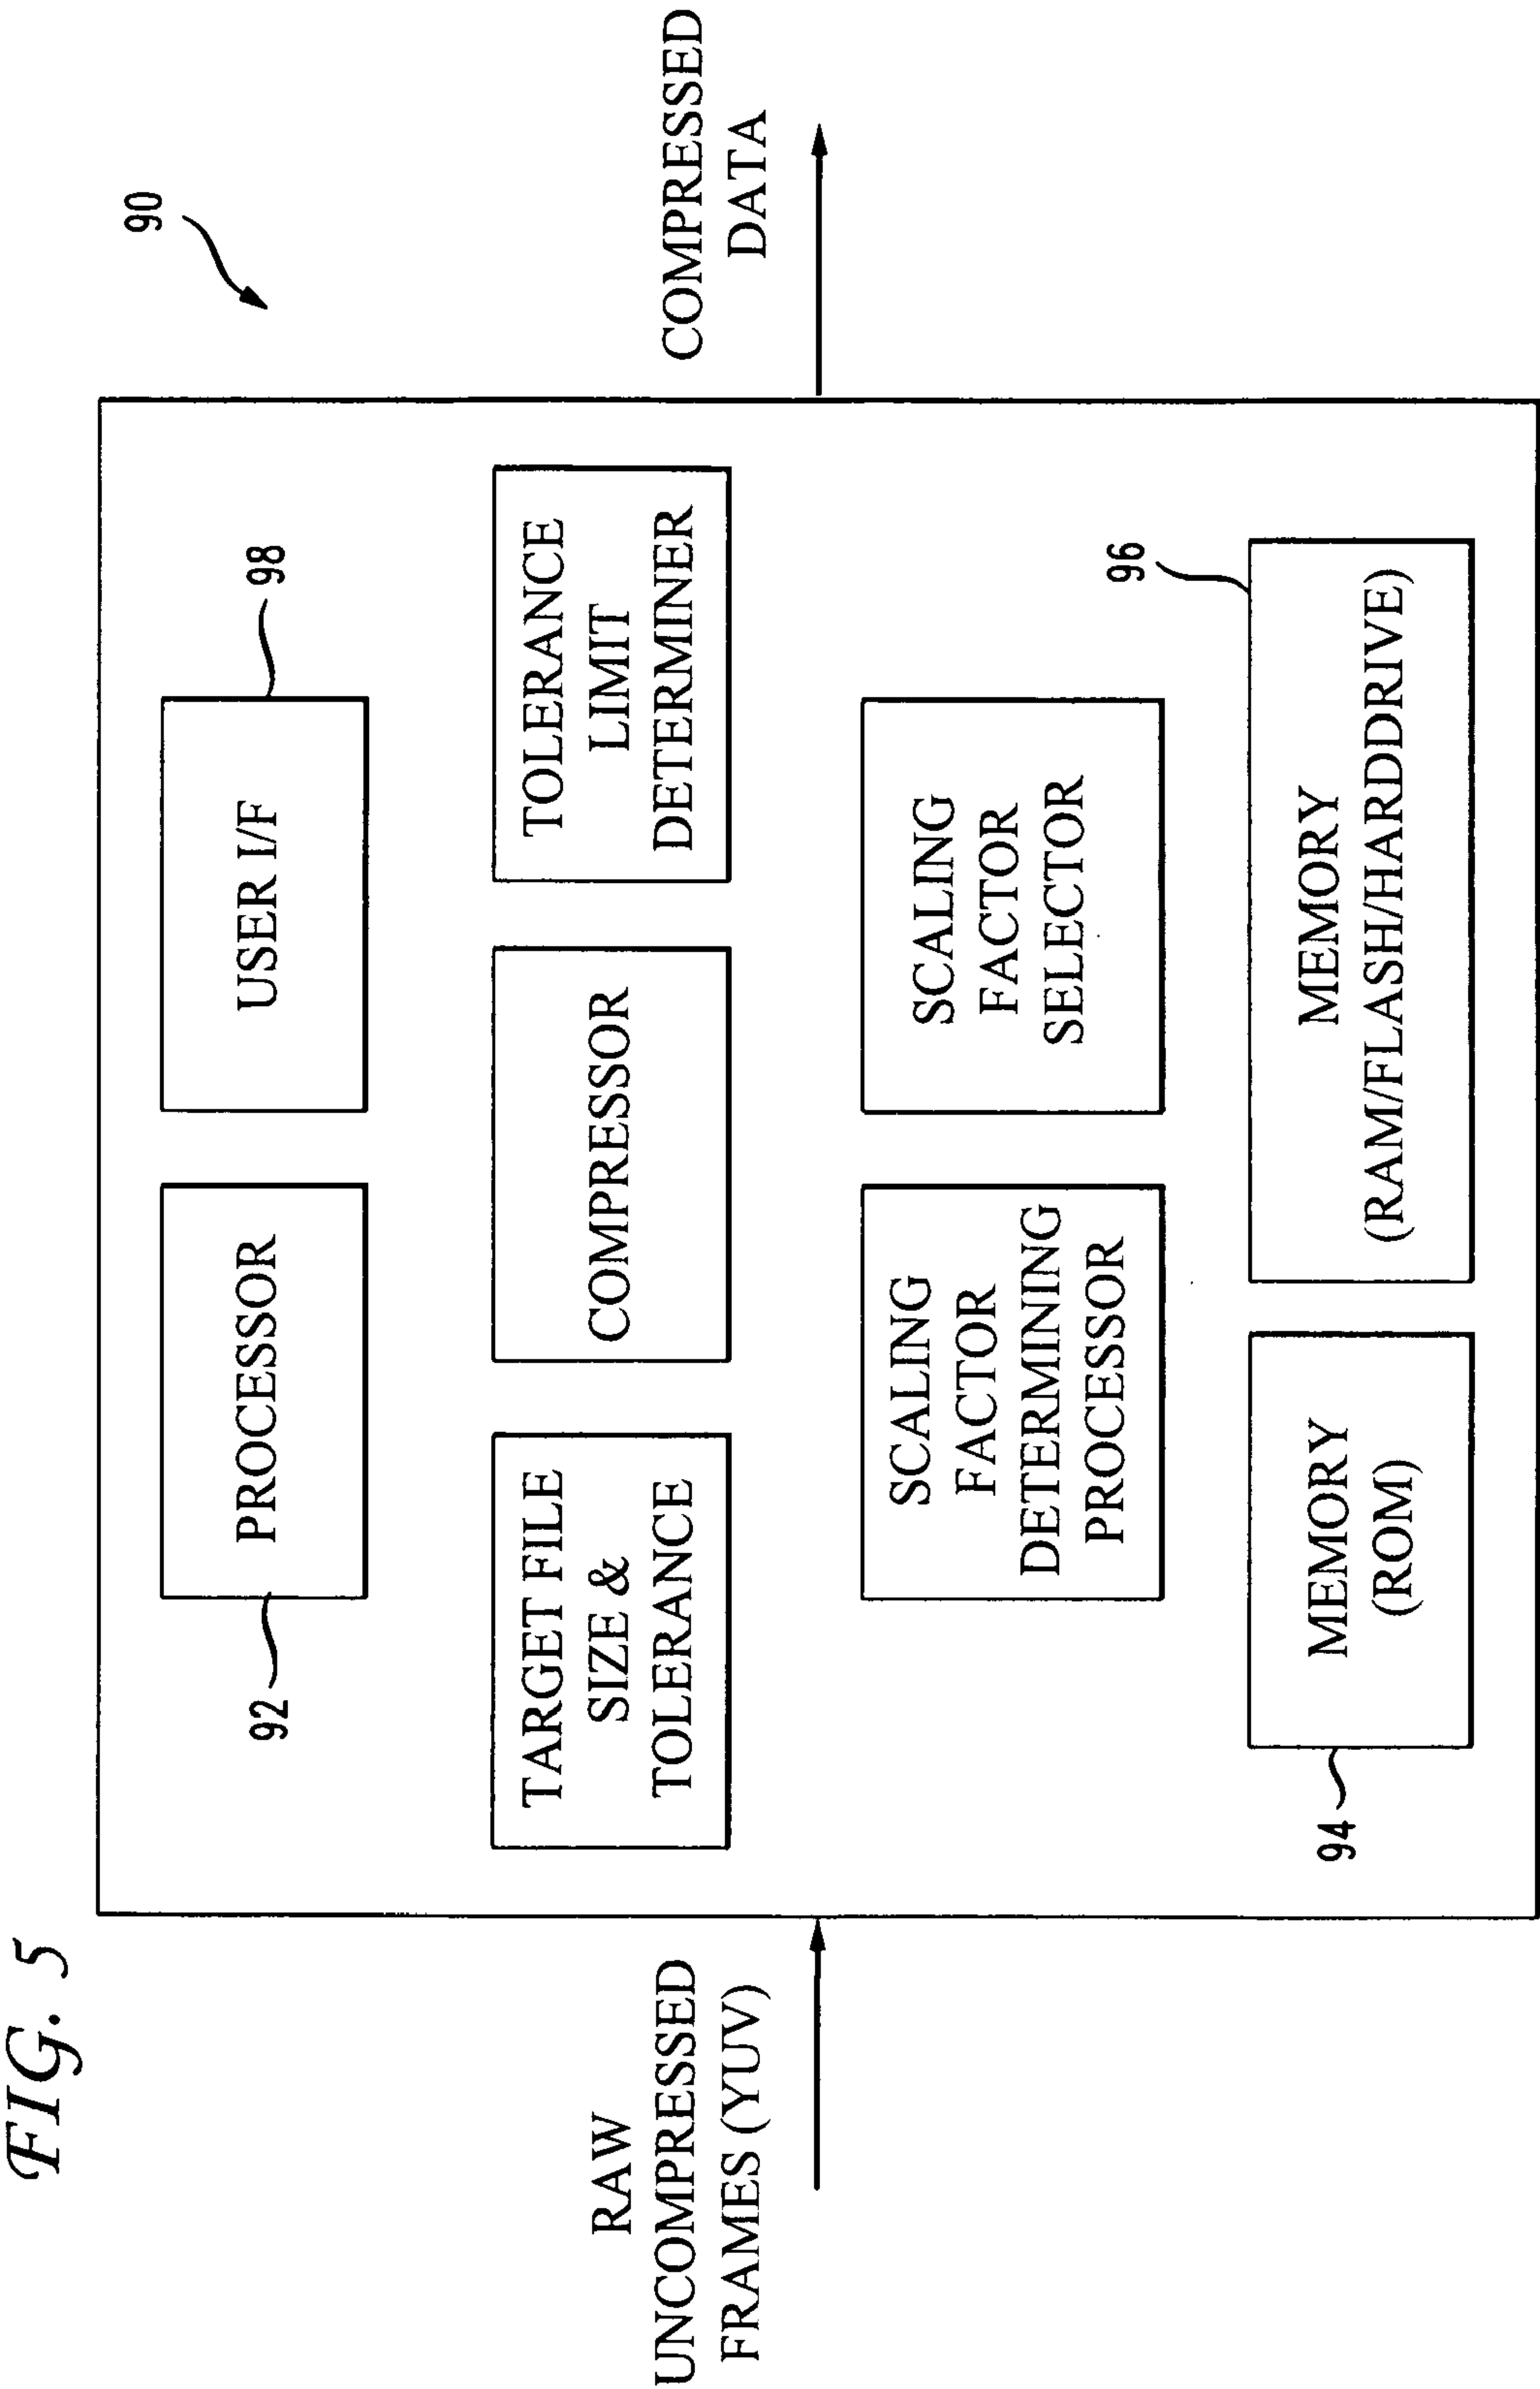 FIG. 5
90
RAW
UNCOMPRESSED
FRAMES (YUV)
92
PROCESSOR
USER I/F
98
TARGET FILE
SIZE &
TOLERANCE
COMPRESSOR
TOLERANCE
LIMIT
DETERMINER
SCALING
FACTOR
DETERMINING
PROCESSOR
SCALING
FACTOR
SELECTOR
94
MEMORY
(ROM)
MEMORY
(RAM/FLASH/HARDDRIVE)
96
COMPRESSED
DATA